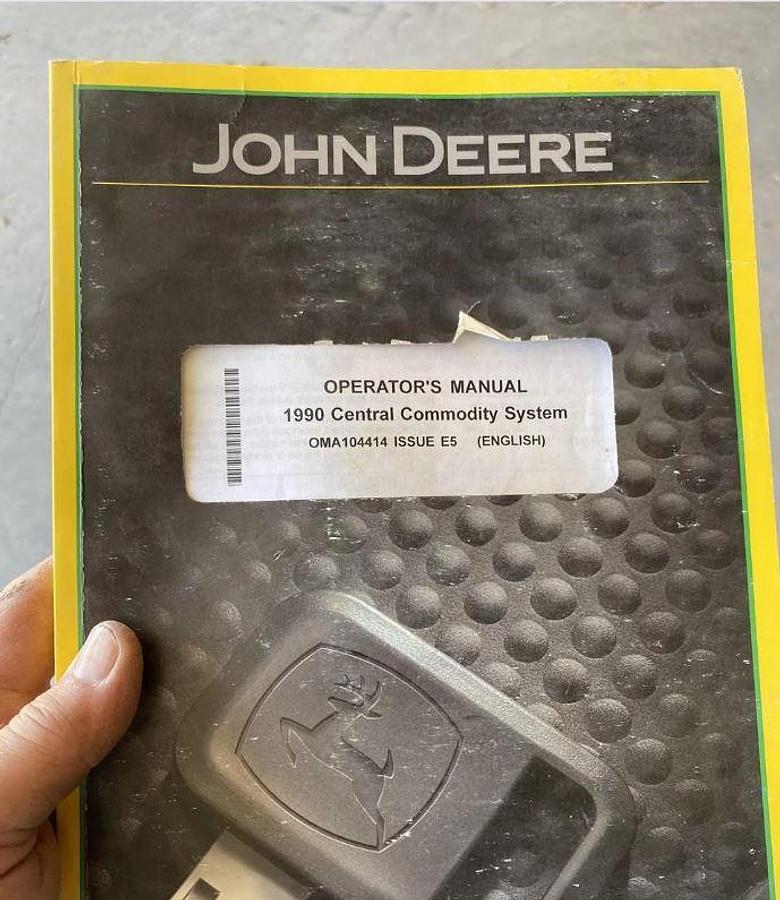 JOHN DEERE
OPERATOR'S MANUAL
1990 Central Commodity System
OMA104414 ISSUE E5 (ENGLISH)